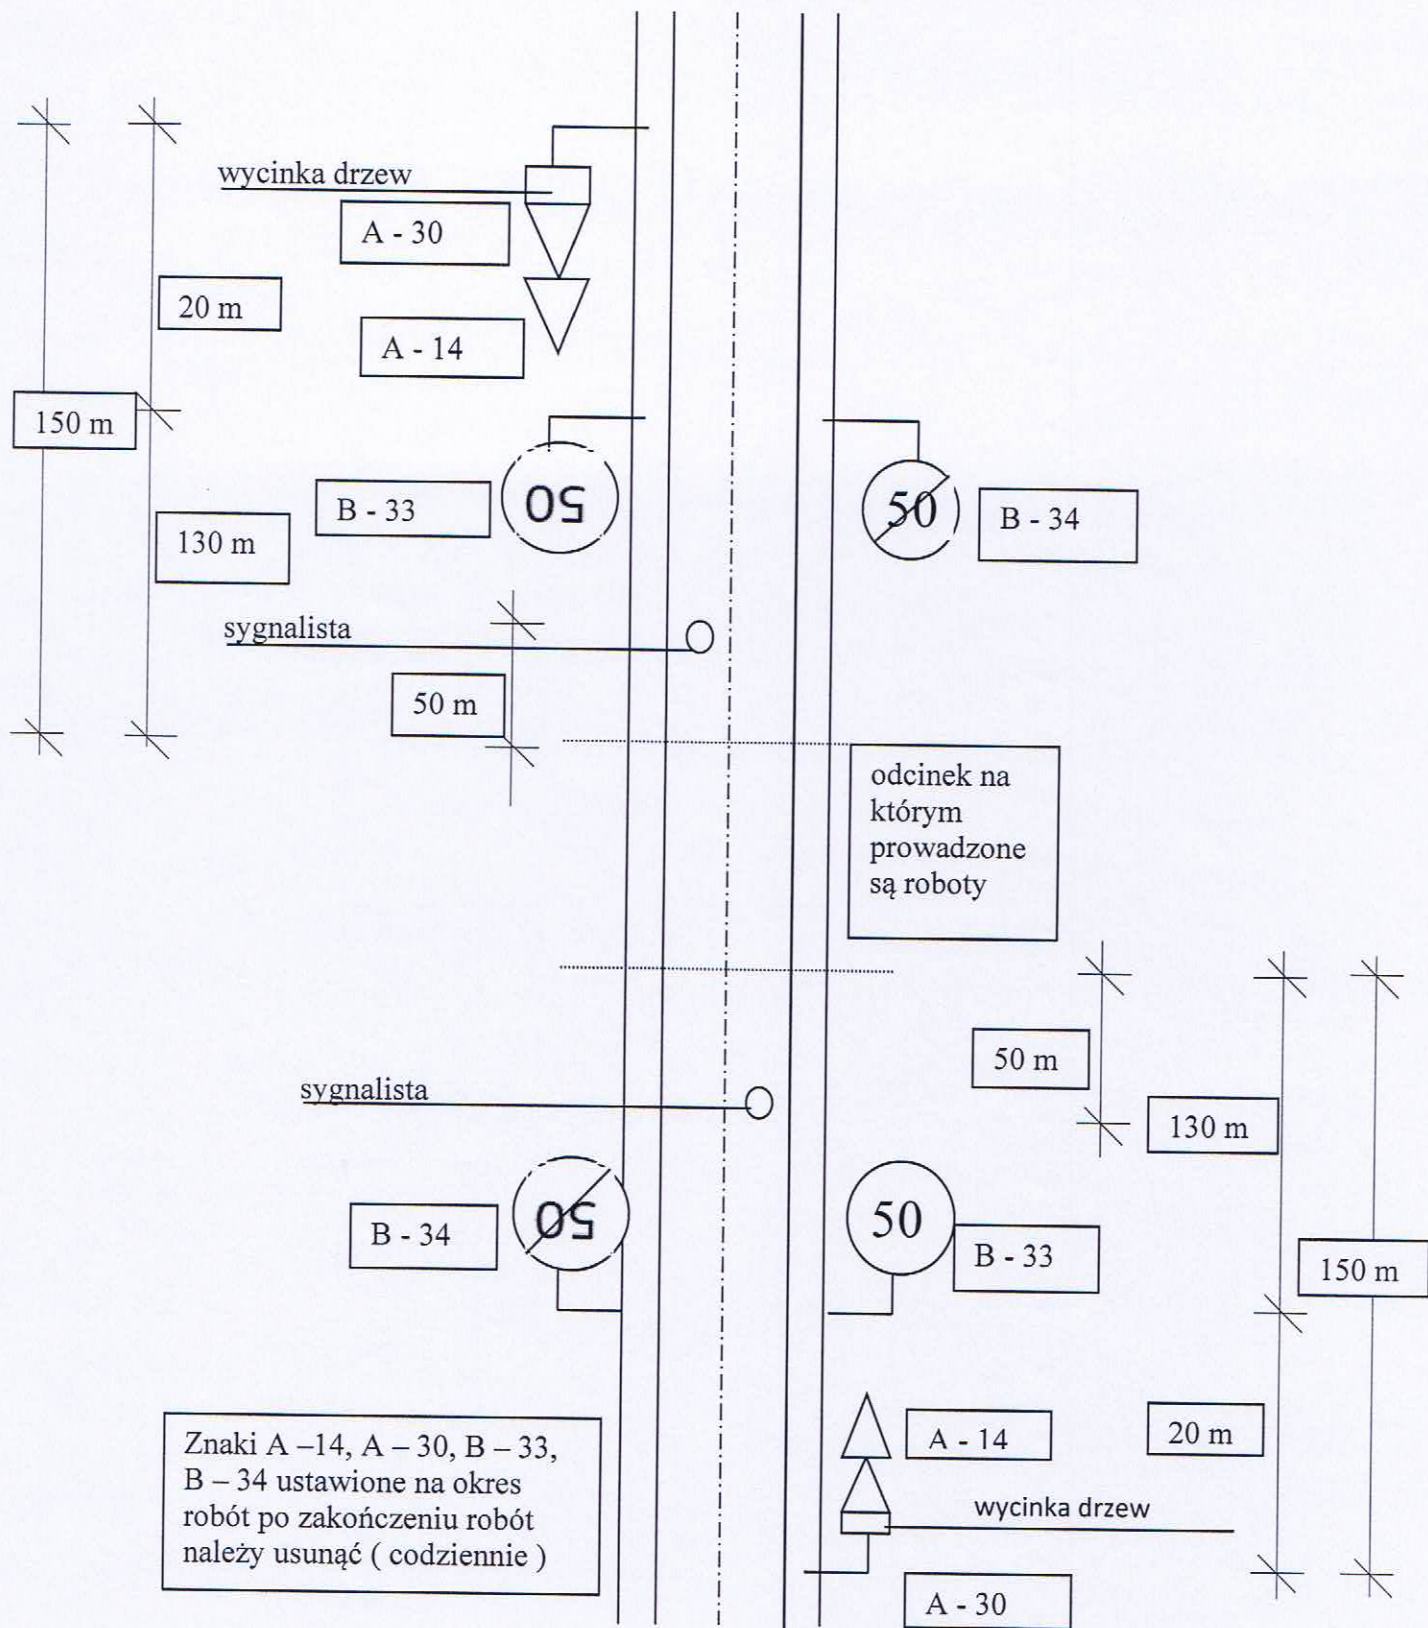 wycinka drzew
A - 30
20 m
A - 14
150 m
B - 33
50
50
B - 34
130 m
sygnalista
50 m
odcinek na
którym
prowadzone
są roboty
50 m
sygnalista
130 m
B - 34
50
50
B - 33
150 m
Znaki A –14, A – 30, B – 33,
B – 34 ustawione na okres
robót po zakończeniu robót
należy usunąć ( codziennie )
A - 14
20 m
wycinka drzew
A - 30